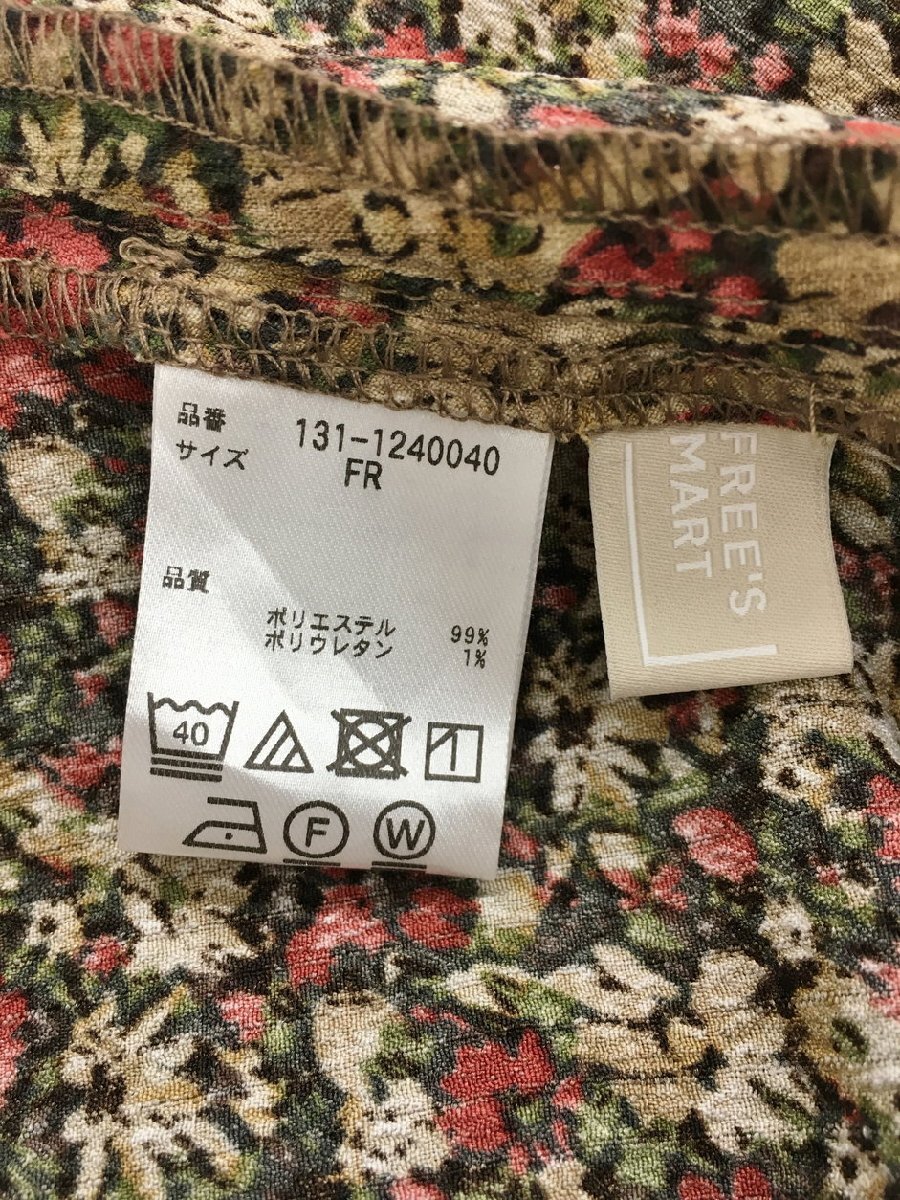 品番 131-1240040
サイズ FR
品質
ポリエステル 99%
ポリウレタン 1%
40
F W
FREE'S
MART